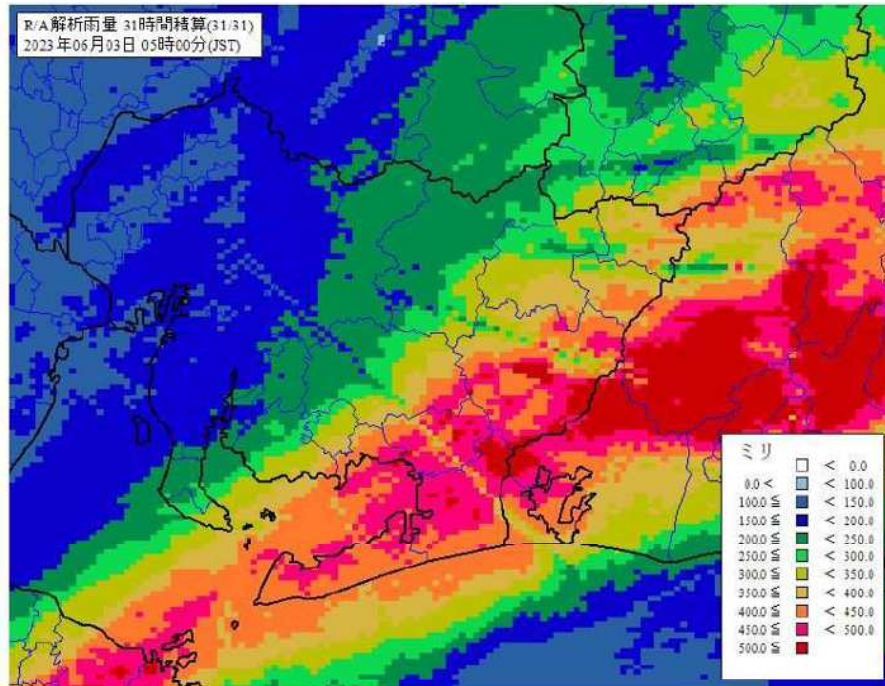 R/A解析雨量 31時間積算(31/31)
2023年06月03日 05時00分(JST)
ミリ
< 0.0
0.0 < < 100.0
100.0 ≦ < 150.0
150.0 ≦ < 200.0
200.0 ≦ < 250.0
250.0 ≦ < 300.0
300.0 ≦ < 350.0
350.0 ≦ < 400.0
400.0 ≦ < 450.0
450.0 ≦ < 500.0
500.0 ≦